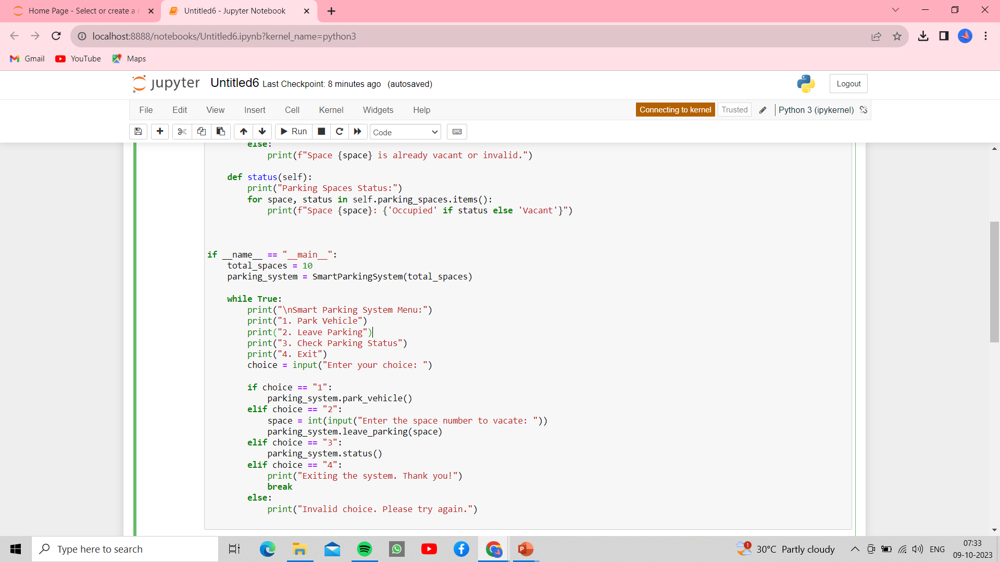 Home Page - Select or create a n
Untitled6 - Jupyter Notebook
localhost:8888/notebooks/Untitled6.ipynb?kernel_name=python3
Gmail YouTube Maps
jupyter Untitled6 Last Checkpoint: 8 minutes ago (autosaved) Logout
File Edit View Insert Cell Kernel Widgets Help Connecting to kernel Trusted Python 3 (ipykernel)
Run Code
        else:
            print(f"Space {space} is already vacant or invalid.")

    def status(self):
        print("Parking Spaces Status:")
        for space, status in self.parking_spaces.items():
            print(f"Space {space}: {'Occupied' if status else 'Vacant'}")

if __name__ == "__main__":
    total_spaces = 10
    parking_system = SmartParkingSystem(total_spaces)

    while True:
        print("\nSmart Parking System Menu:")
        print("1. Park Vehicle")
        print("2. Leave Parking")
        print("3. Check Parking Status")
        print("4. Exit")
        choice = input("Enter your choice: ")

        if choice == "1":
            parking_system.park_vehicle()
        elif choice == "2":
            space = int(input("Enter the space number to vacate: "))
            parking_system.leave_parking(space)
        elif choice == "3":
            parking_system.status()
        elif choice == "4":
            print("Exiting the system. Thank you!")
            break
        else:
            print("Invalid choice. Please try again.")
Type here to search
1
30°C Partly cloudy
ENG
07:33
09-10-2023